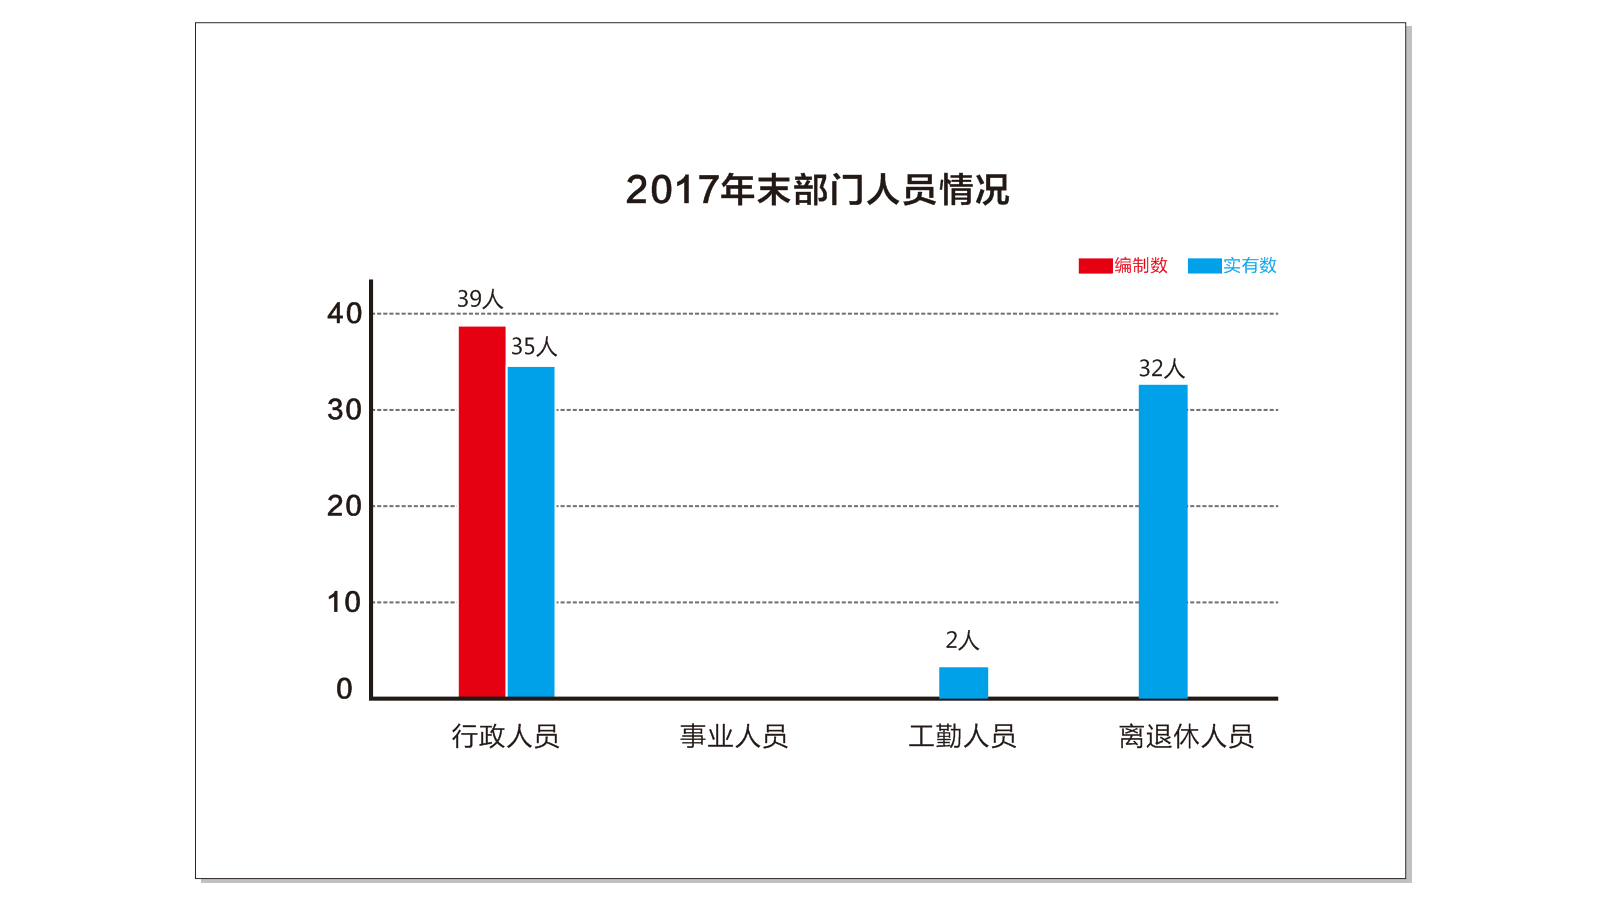 2017年末部门人员情况
编制数 实有数
39人
40
35人
32人
30
20
10
2人
0
行政人员 事业人员 工勤人员 离退休人员